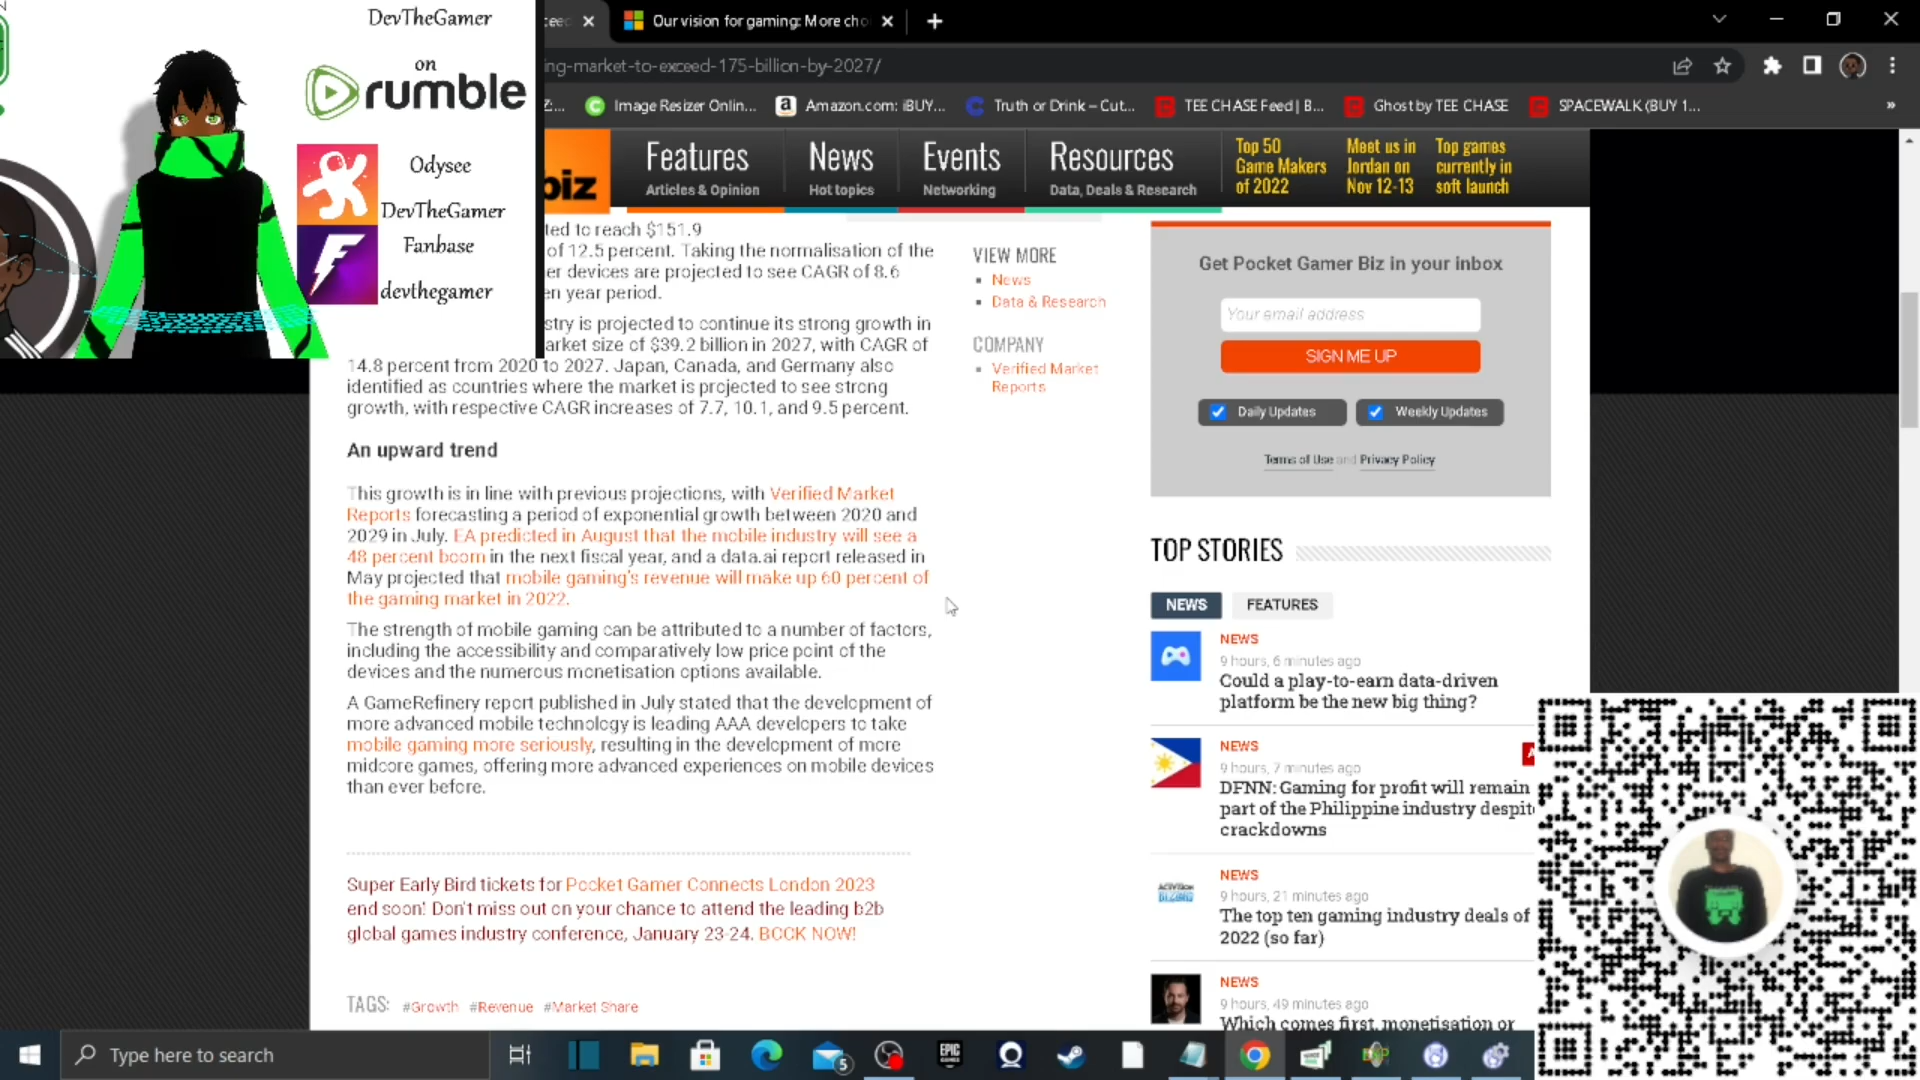 DevTheGamer
on
rumble
Odysee
DevTheGamer
Fanbase
devthegamer
Our vision for gaming: More cho
ng-market-to-exceed-175-billion-by-2027/
Image Resizer Onlin...
Amazon.com: iBUY...
Truth or Drink – Cut...
TEE CHASE Feed | B...
Ghost by TEE CHASE
SPACEWALK (BUY 1...
»
biz
Features
Articles & Opinion
News
Hot topics
Events
Networking
Resources
Data, Deals & Research
Top 50
Game Makers
of 2022
Meet us in
Jordan on
Nov 12-13
Top games
currently in
soft launch
ted to reach $151.9
of 12.5 percent. Taking the normalisation of the
er devices are projected to see CAGR of 8.6
en year period.
stry is projected to continue its strong growth in
arket size of $39.2 billion in 2027, with CAGR of
14.8 percent from 2020 to 2027. Japan, Canada, and Germany also
identified as countries where the market is projected to see strong
growth, with respective CAGR increases of 7.7, 10.1, and 9.5 percent.
An upward trend
This growth is in line with previous projections, with Verified Market
Reports forecasting a period of exponential growth between 2020 and
2029 in July. EA predicted in August that the mobile industry will see a
48 percent boom in the next fiscal year, and a data.ai report released in
May projected that mobile gaming's revenue will make up 60 percent of
the gaming market in 2022.
The strength of mobile gaming can be attributed to a number of factors,
including the accessibility and comparatively low price point of the
devices and the numerous monetisation options available.
A GameRefinery report published in July stated that the development of
more advanced mobile technology is leading AAA developers to take
mobile gaming more seriously, resulting in the development of more
midcore games, offering more advanced experiences on mobile devices
than ever before.
Super Early Bird tickets for Pocket Gamer Connects London 2023
end soon! Don't miss out on your chance to attend the leading b2b
global games industry conference, January 23-24. BOOK NOW!
TAGS: #Growth #Revenue #Market Share
VIEW MORE
News
Data & Research
COMPANY
Verified Market
Reports
Get Pocket Gamer Biz in your inbox
Your email address
SIGN ME UP
Daily Updates
Weekly Updates
Terms of Use and Privacy Policy
TOP STORIES
NEWS
FEATURES
NEWS
9 hours, 6 minutes ago
Could a play-to-earn data-driven
platform be the new big thing?
NEWS
9 hours, 7 minutes ago
DFNN: Gaming for profit will remain
part of the Philippine industry despit
crackdowns
ACTIVISION
BLIZZARD
NEWS
9 hours, 21 minutes ago
The top ten gaming industry deals of
2022 (so far)
NEWS
9 hours, 49 minutes ago
Which comes first, monetisation or
Type here to search
5
EPIC
GAMES